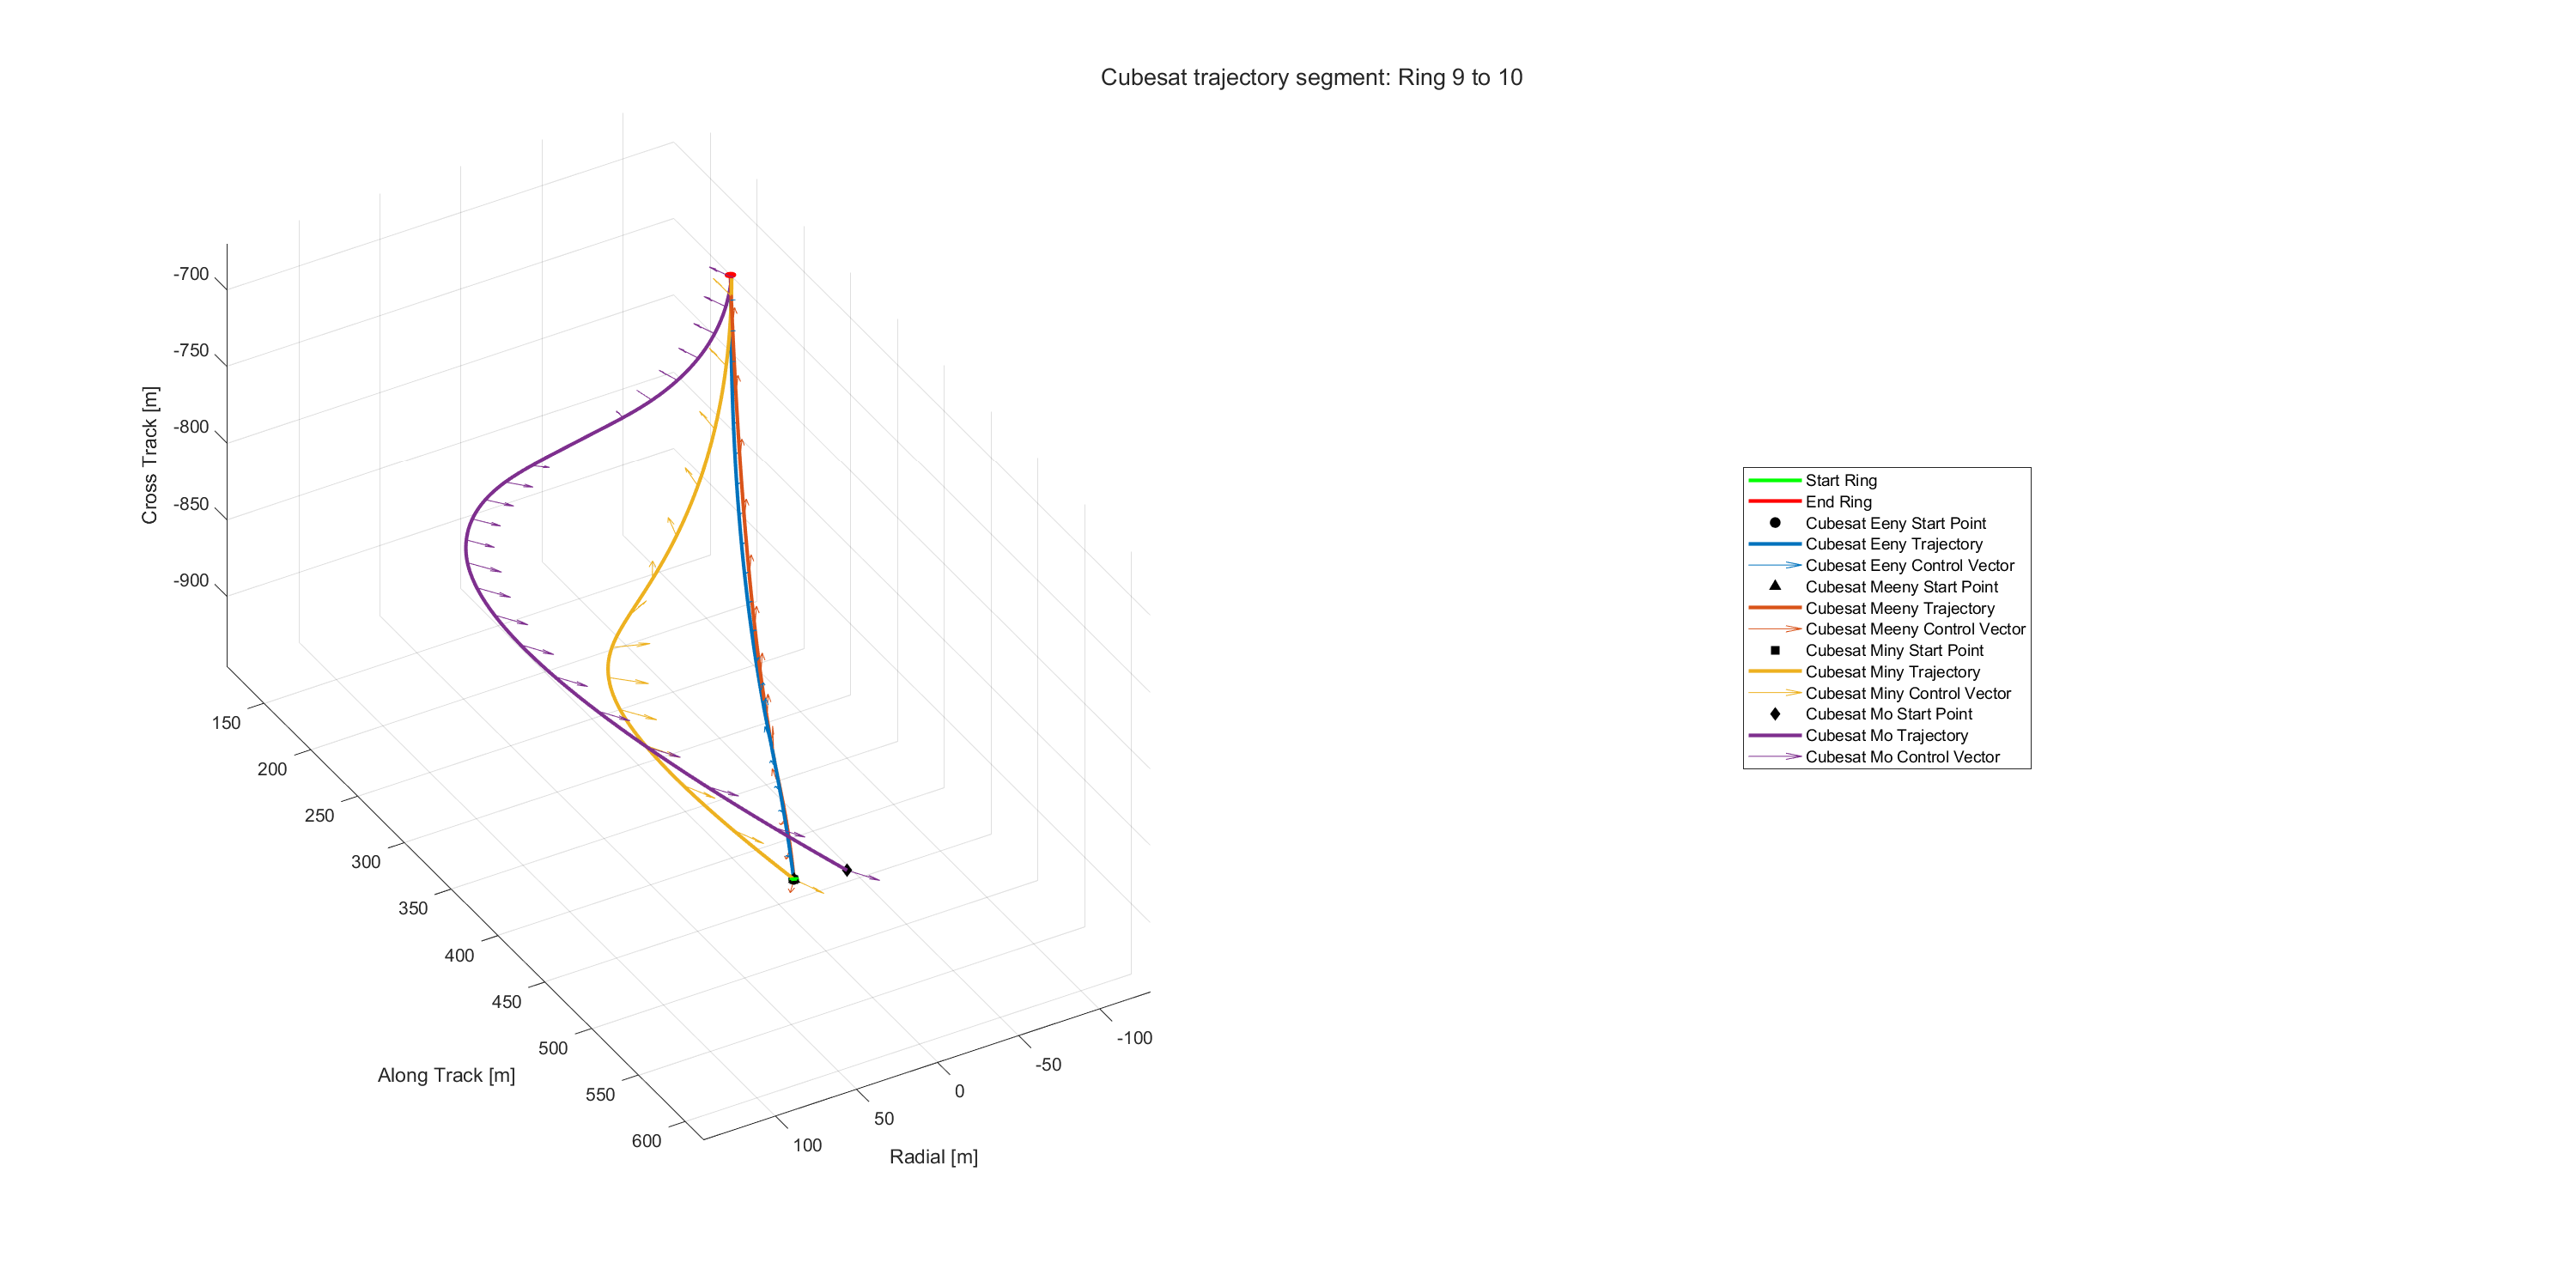 Cubesat trajectory segment: Ring 9 to 10
Cross Track [m]
-700
-750
-800
-850
-900
150
200
250
300
350
400
450
500
550
600
Along Track [m]
100
50
0
-50
-100
Radial [m]
Start Ring
End Ring
Cubesat Eeny Start Point
Cubesat Eeny Trajectory
Cubesat Eeny Control Vector
Cubesat Meeny Start Point
Cubesat Meeny Trajectory
Cubesat Meeny Control Vector
Cubesat Miny Start Point
Cubesat Miny Trajectory
Cubesat Miny Control Vector
Cubesat Mo Start Point
Cubesat Mo Trajectory
Cubesat Mo Control Vector